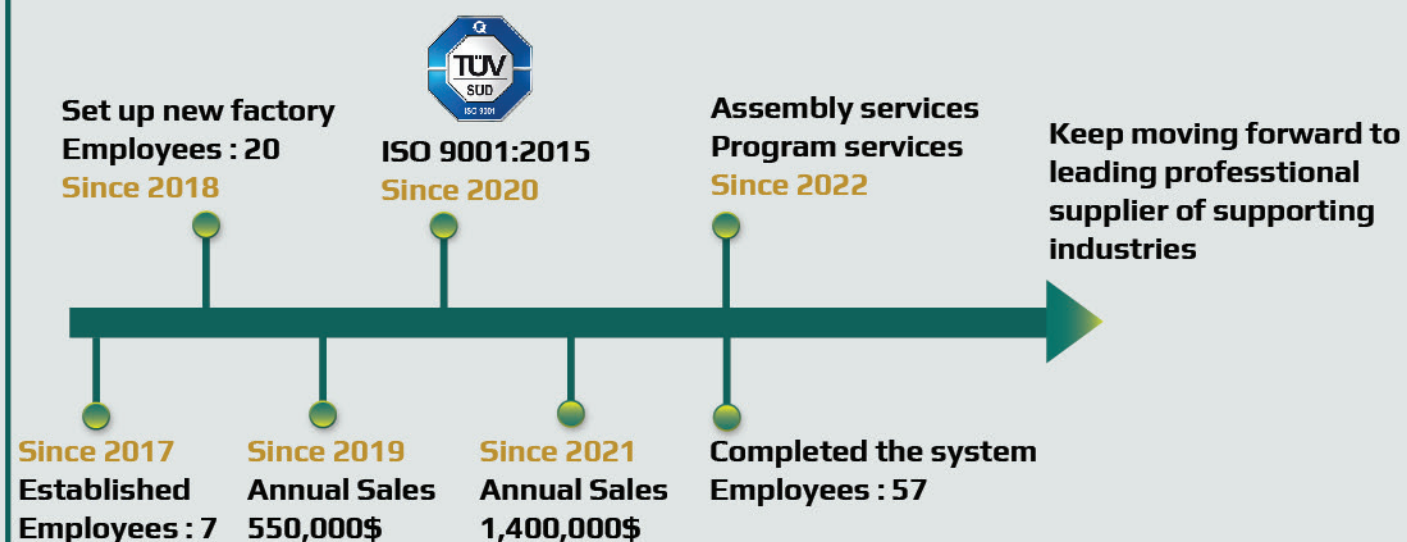 Set up new factory
Employees : 20
Since 2018
TÜV
SÜD
ISO 9001
ISO 9001:2015
Since 2020
Assembly services
Program services
Since 2022
Keep moving forward to
leading professtional
supplier of supporting
industries
Since 2017
Established
Employees : 7
Since 2019
Annual Sales
550,000$
Since 2021
Annual Sales
1,400,000$
Completed the system
Employees : 57